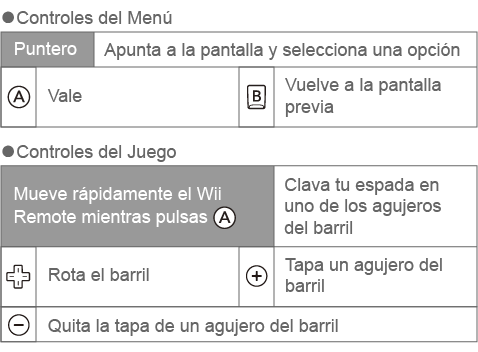 ●Controles del Menú
Puntero Apunta a la pantalla y selecciona una opción
A Vale
B Vuelve a la pantalla
previa
●Controles del Juego
Mueve rápidamente el Wii
Remote mientras pulsas A
Clava tu espada en
uno de los agujeros
del barril
Rota el barril
+ Tapa un agujero del
barril
− Quita la tapa de un agujero del barril